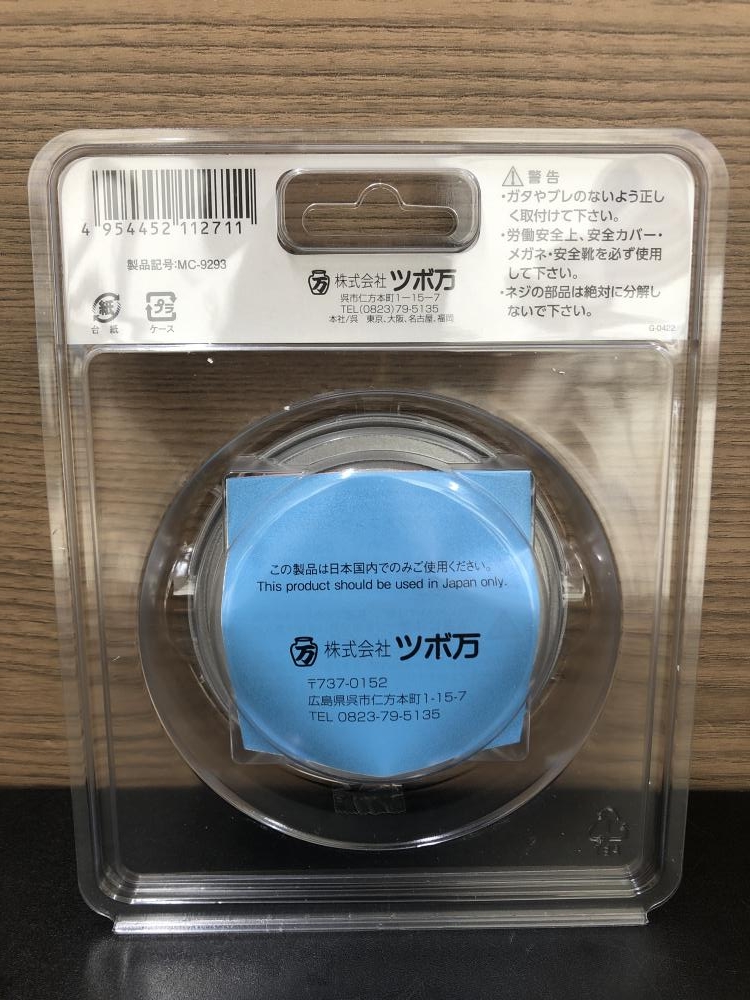 4 954452 112711
製品記号:MC-9293
紙
台紙
プラ
ケース
万
株式会社 ツボ万
呉市仁方本町1-15-7
TEL(0823)79-5135
本社/呉 東京、大阪、名古屋、福岡
警告
・ガタやブレのないよう正し
く取付けて下さい。
・労働安全上、安全カバー・
メガネ・安全靴を必ず使用
して下さい。
・ネジの部品は絶対に分解し
ないで下さい。
G-0422
この製品は日本国内でのみご使用ください。
This product should be used in Japan only.
万
株式会社 ツボ万
〒737-0152
広島県呉市仁方本町1-15-7
TEL 0823-79-5135